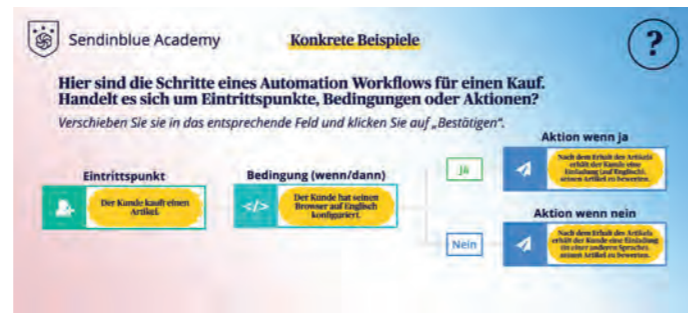 Sendinblue Academy
Konkrete Beispiele
?
Hier sind die Schritte eines Automation Workflows für einen Kauf.
Handelt es sich um Eintrittspunkte, Bedingungen oder Aktionen?
Verschieben Sie sie in das entsprechende Feld und klicken Sie auf „Bestätigen“.
Eintrittspunkt
Der Kunde kauft einen
Artikel.
Bedingung (wenn/dann)
</>
Der Kunde hat seinen
Browser auf Englisch
konfiguriert.
Ja
Aktion wenn ja
Nach dem Erhalt des Artikels
erhält der Kunde eine
Einladung (auf Englisch),
seinen Artikel zu bewerten.
Nein
Aktion wenn nein
Nach dem Erhalt des Artikels
erhält der Kunde eine Einladung
(in einer anderen Sprache),
seinen Artikel zu bewerten.